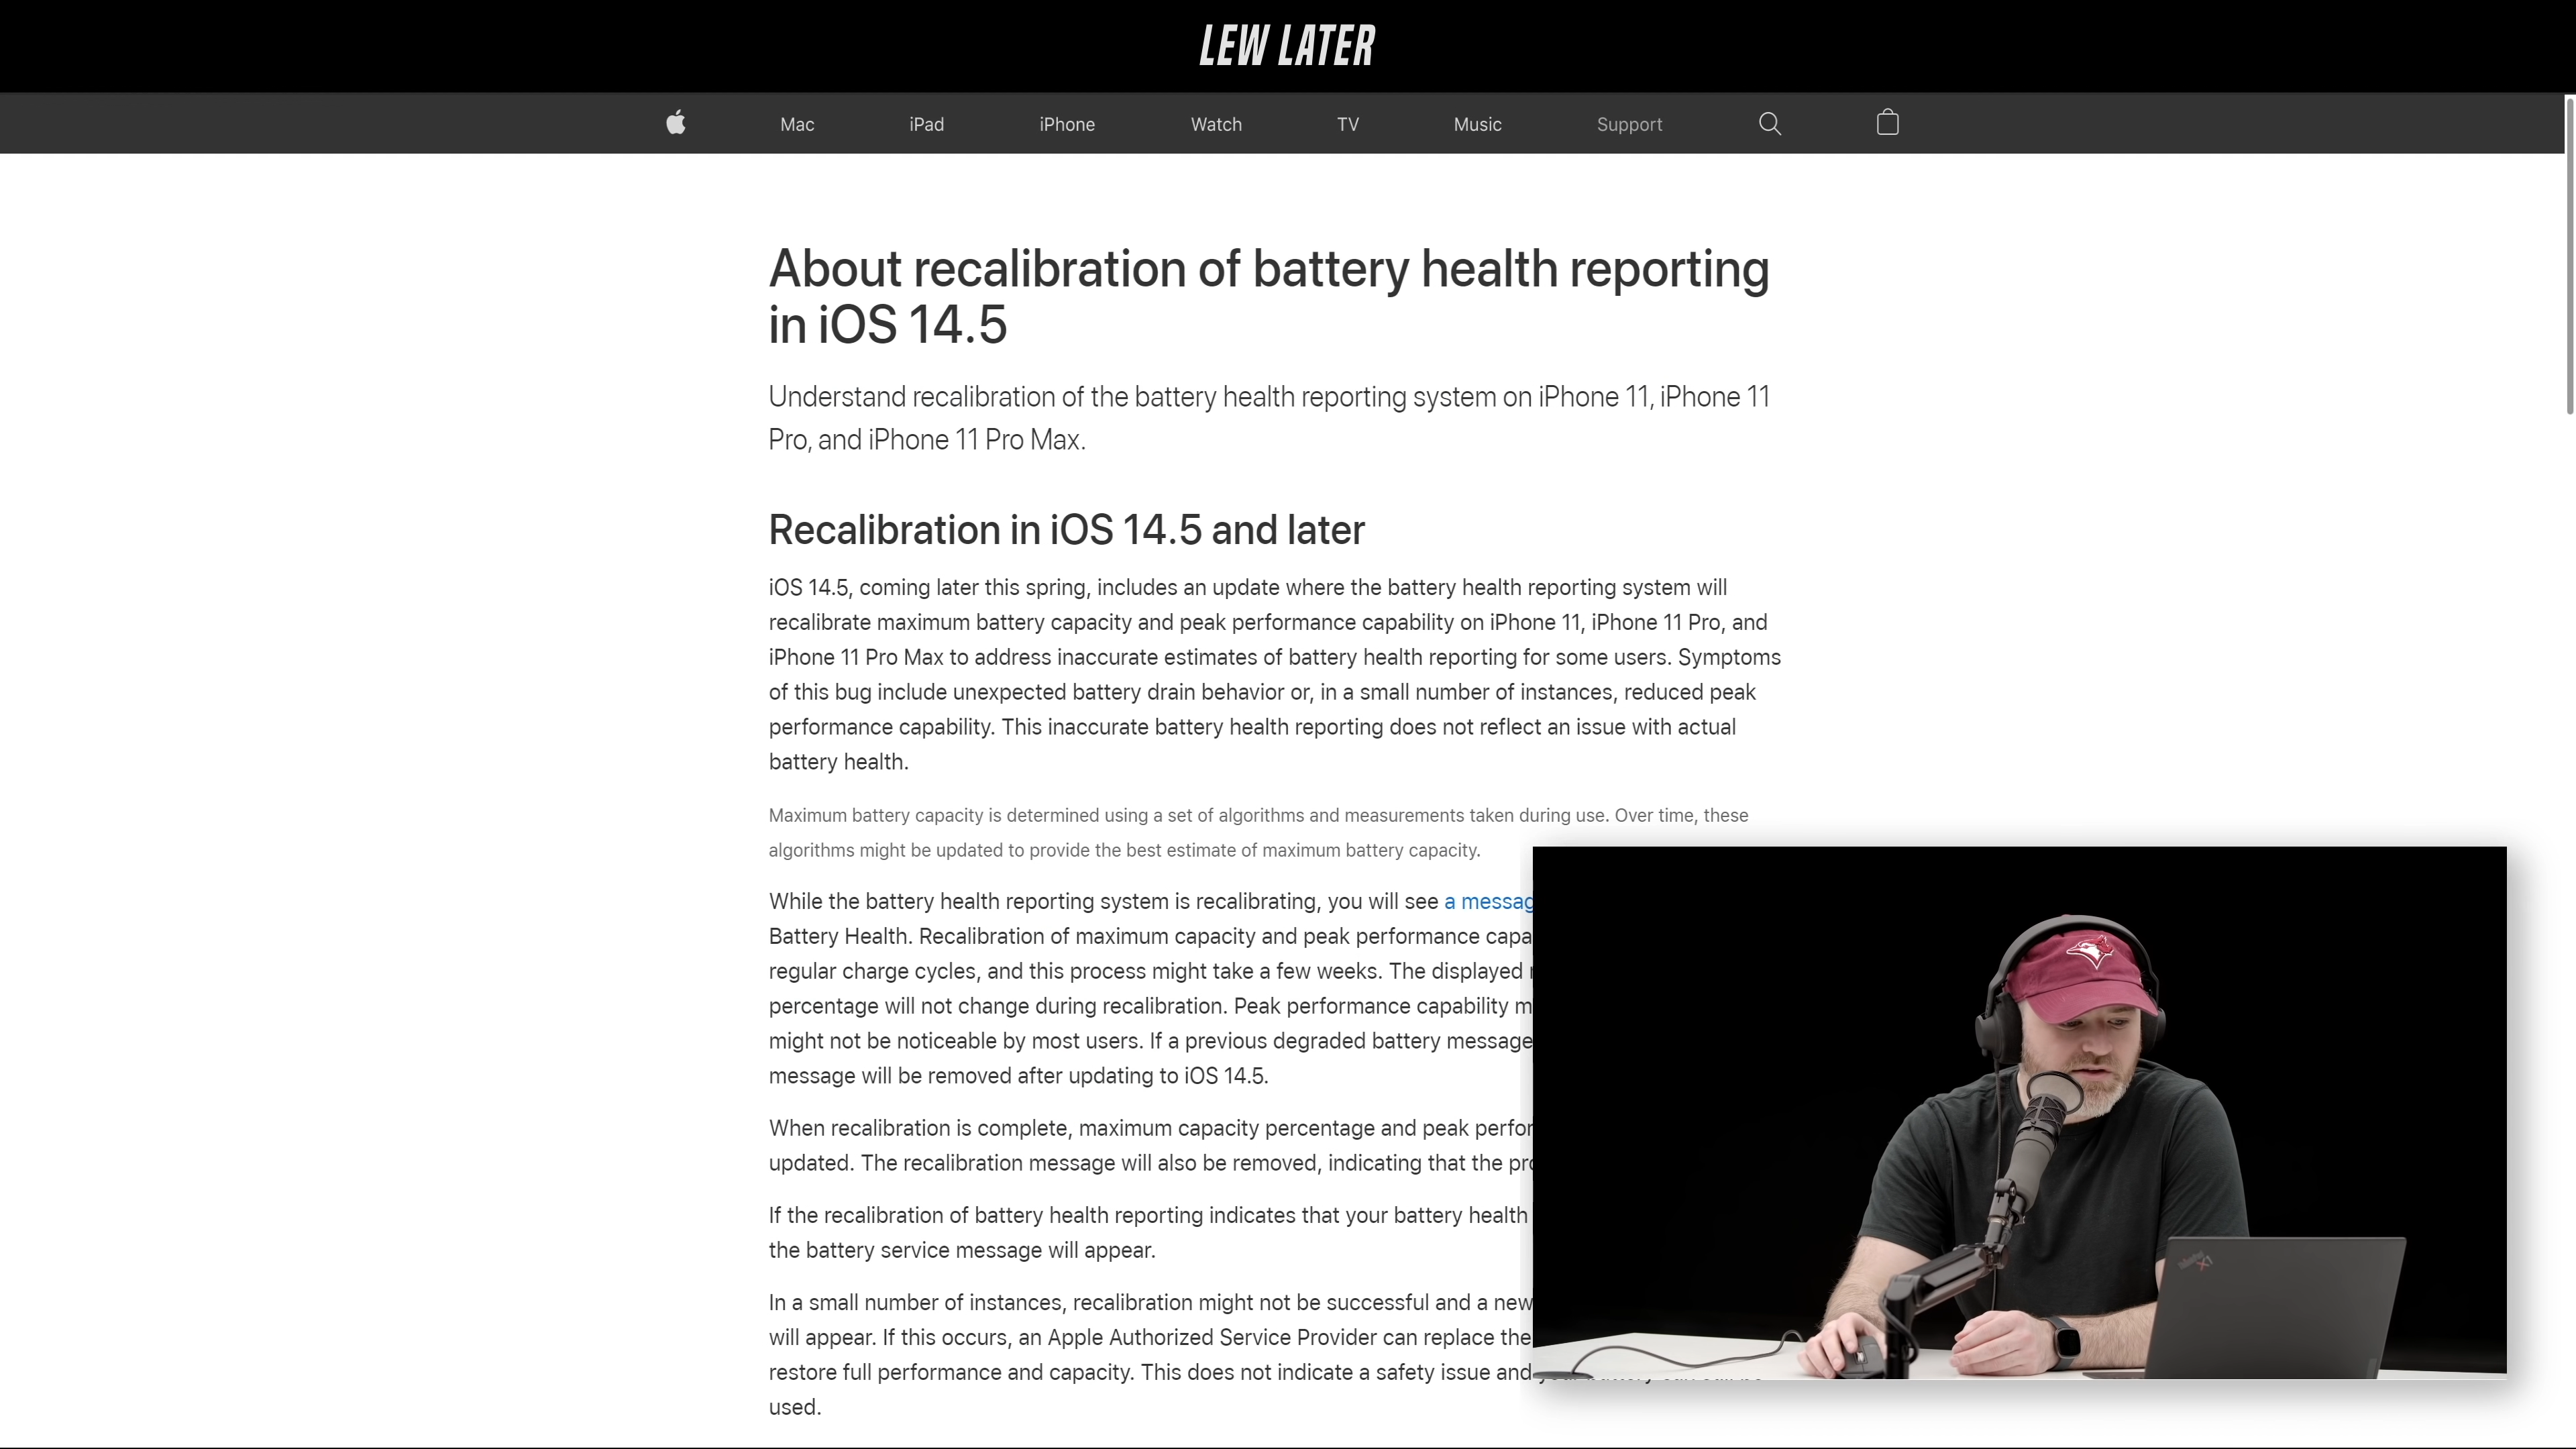 LEW LATER
Mac iPad iPhone Watch TV Music Support
About recalibration of battery health reporting
in iOS 14.5
Understand recalibration of the battery health reporting system on iPhone 11, iPhone 11
Pro, and iPhone 11 Pro Max.
Recalibration in iOS 14.5 and later
iOS 14.5, coming later this spring, includes an update where the battery health reporting system will
recalibrate maximum battery capacity and peak performance capability on iPhone 11, iPhone 11 Pro, and
iPhone 11 Pro Max to address inaccurate estimates of battery health reporting for some users. Symptoms
of this bug include unexpected battery drain behavior or, in a small number of instances, reduced peak
performance capability. This inaccurate battery health reporting does not reflect an issue with actual
battery health.
Maximum battery capacity is determined using a set of algorithms and measurements taken during use. Over time, these
algorithms might be updated to provide the best estimate of maximum battery capacity.
While the battery health reporting system is recalibrating, you will see a messag
Battery Health. Recalibration of maximum capacity and peak performance capa
regular charge cycles, and this process might take a few weeks. The displayed
percentage will not change during recalibration. Peak performance capability m
might not be noticeable by most users. If a previous degraded battery message
message will be removed after updating to iOS 14.5.
When recalibration is complete, maximum capacity percentage and peak perfor
updated. The recalibration message will also be removed, indicating that the pro
If the recalibration of battery health reporting indicates that your battery health
the battery service message will appear.
In a small number of instances, recalibration might not be successful and a new
will appear. If this occurs, an Apple Authorized Service Provider can replace the
restore full performance and capacity. This does not indicate a safety issue and
used.